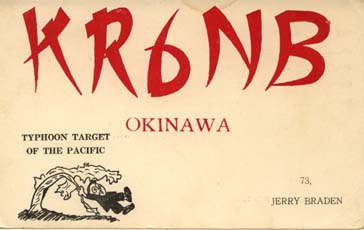 KR6NB
OKINAWA
TYPHOON TARGET
OF THE PACIFIC
73,
JERRY BRADEN